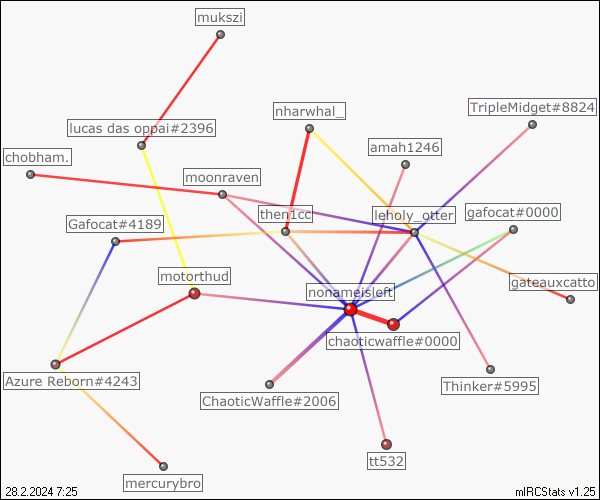 mukszi
nharwhal_
TripleMidget#8824
lucas das oppai#2396
amah1246
chobham.
moonraven
then1cc
leholy_otter
gafocat#0000
Gafocat#4189
motorthud
nonameisleft
gateauxcatto
chaoticwaffle#0000
Azure Reborn#4243
ChaoticWaffle#2006
Thinker#5995
tt532
mercurybro
28.2.2024 7:25
mIRCStats v1.25